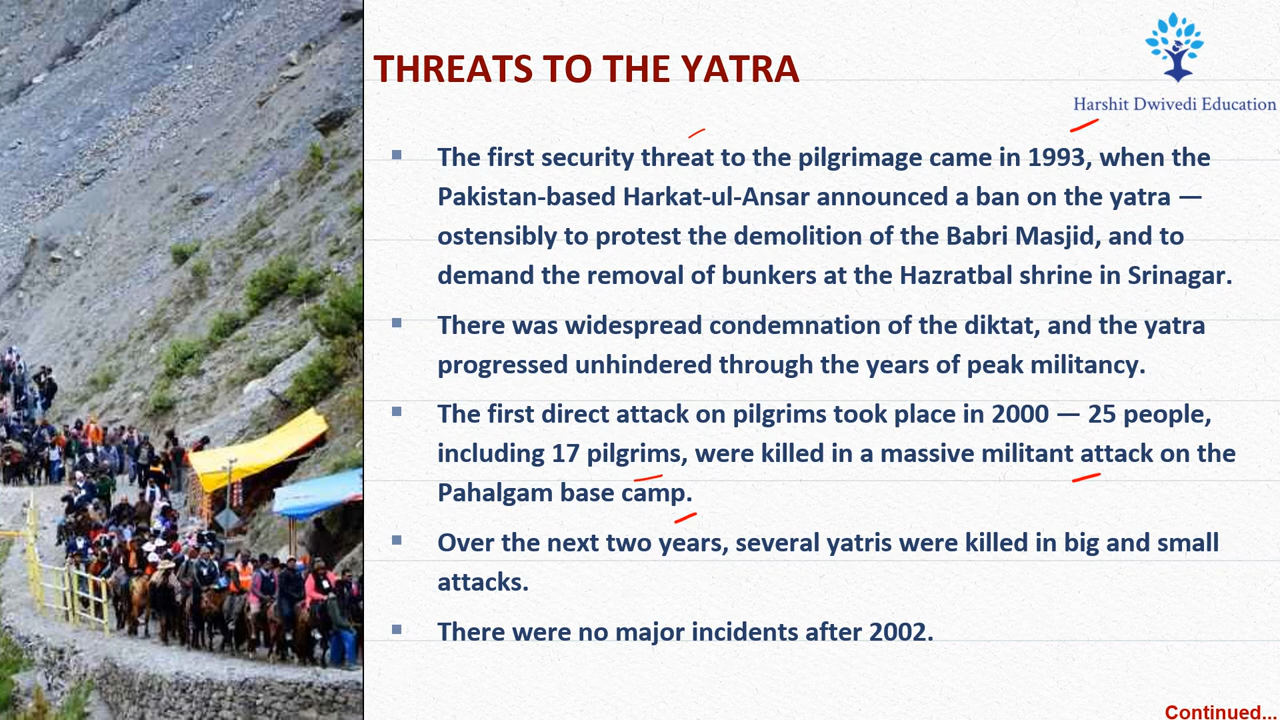 THREATS TO THE YATRA
Harshit Dwivedi Education
▪ The first security threat to the pilgrimage came in 1993, when the
Pakistan-based Harkat-ul-Ansar announced a ban on the yatra —
ostensibly to protest the demolition of the Babri Masjid, and to
demand the removal of bunkers at the Hazratbal shrine in Srinagar.
▪ There was widespread condemnation of the diktat, and the yatra
progressed unhindered through the years of peak militancy.
▪ The first direct attack on pilgrims took place in 2000 — 25 people,
including 17 pilgrims, were killed in a massive militant attack on the
Pahalgam base camp.
▪ Over the next two years, several yatris were killed in big and small
attacks.
▪ There were no major incidents after 2002.
Continued...